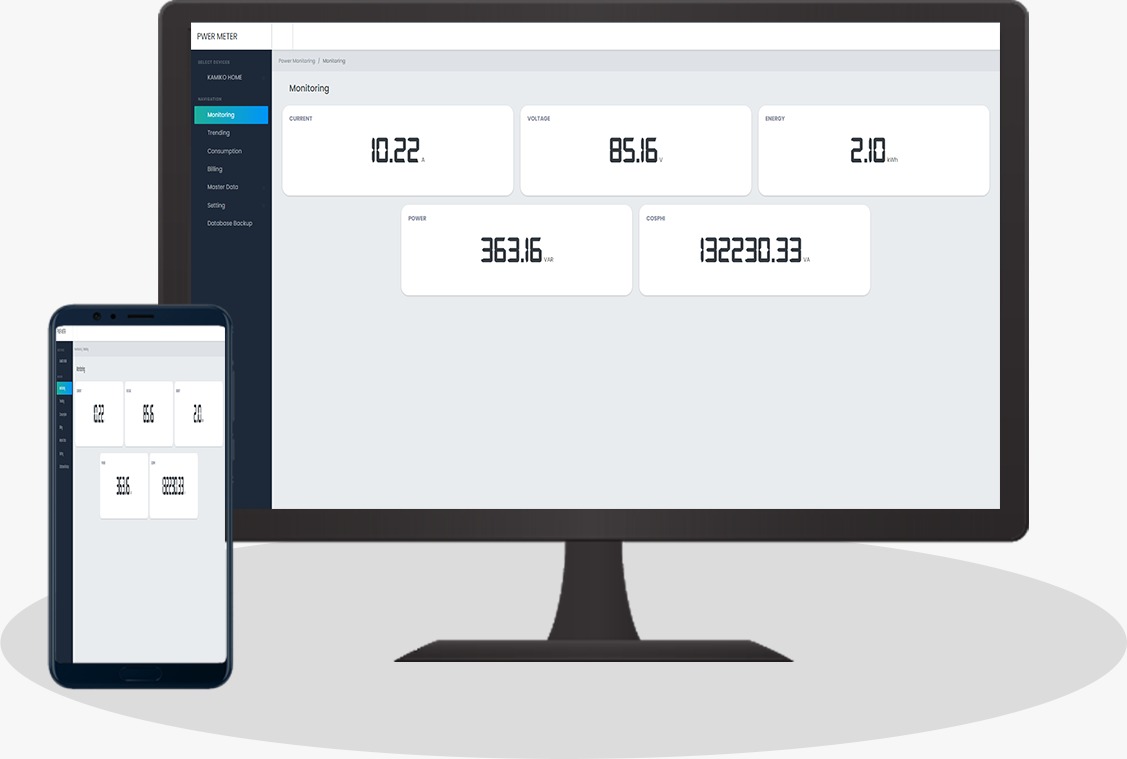 PWER METER
Power Monitoring / Monitoring
SELECT DEVICES
KAMIKO HOME
NAVIGATION
Monitoring
Trending
Consumption
Billing
Master Data
Setting
Database Backup
Monitoring
CURRENT
10.22 A
VOLTAGE
85.16 V
ENERGY
2.10 kWh
POWER
363.16 VAR
COSPHI
132230.33 VA
10.22
85.16
2.10
363.16
132230.33